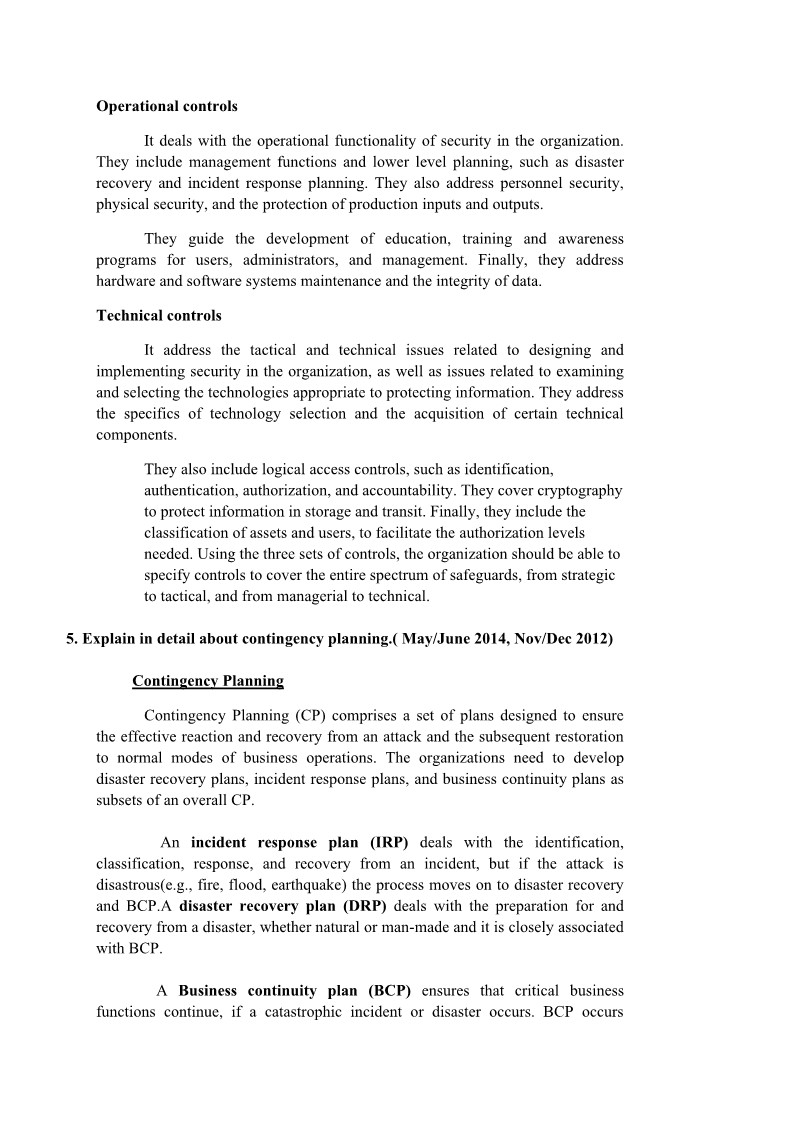 Operational controls
It deals with the operational functionality of security in the organization.
They include management functions and lower level planning, such as disaster
recovery and incident response planning. They also address personnel security,
physical security, and the protection of production inputs and outputs.
They guide the development of education, training and awareness
programs for users, administrators, and management. Finally, they address
hardware and software systems maintenance and the integrity of data.
Technical controls
It address the tactical and technical issues related to designing and
implementing security in the organization, as well as issues related to examining
and selecting the technologies appropriate to protecting information. They address
the specifics of technology selection and the acquisition of certain technical
components.
They also include logical access controls, such as identification,
authentication, authorization, and accountability. They cover cryptography
to protect information in storage and transit. Finally, they include the
classification of assets and users, to facilitate the authorization levels
needed. Using the three sets of controls, the organization should be able to
specify controls to cover the entire spectrum of safeguards, from strategic
to tactical, and from managerial to technical.
5. Explain in detail about contingency planning.( May/June 2014, Nov/Dec 2012)
Contingency Planning
Contingency Planning (CP) comprises a set of plans designed to ensure
the effective reaction and recovery from an attack and the subsequent restoration
to normal modes of business operations. The organizations need to develop
disaster recovery plans, incident response plans, and business continuity plans as
subsets of an overall CP.
An incident response plan (IRP) deals with the identification,
classification, response, and recovery from an incident, but if the attack is
disastrous(e.g., fire, flood, earthquake) the process moves on to disaster recovery
and BCP.A disaster recovery plan (DRP) deals with the preparation for and
recovery from a disaster, whether natural or man-made and it is closely associated
with BCP.
A Business continuity plan (BCP) ensures that critical business
functions continue, if a catastrophic incident or disaster occurs. BCP occurs